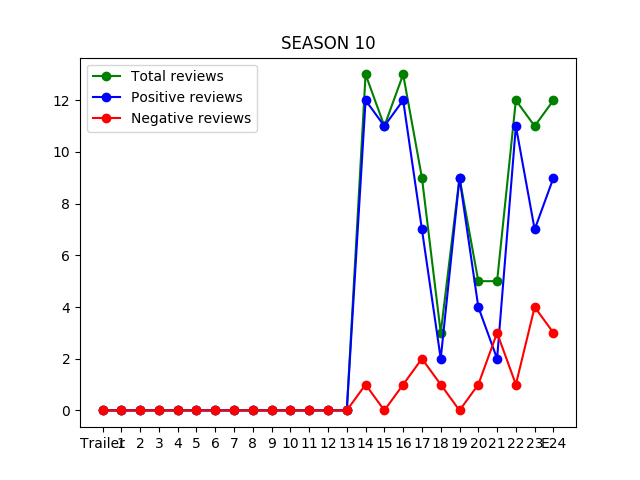 SEASON 10
Total reviews
Positive reviews
Negative reviews
12
10
8
6
4
2
0
Trailer 1 2 3 4 5 6 7 8 9 10 11 12 13 14 15 16 17 18 19 20 21 22 23 E24